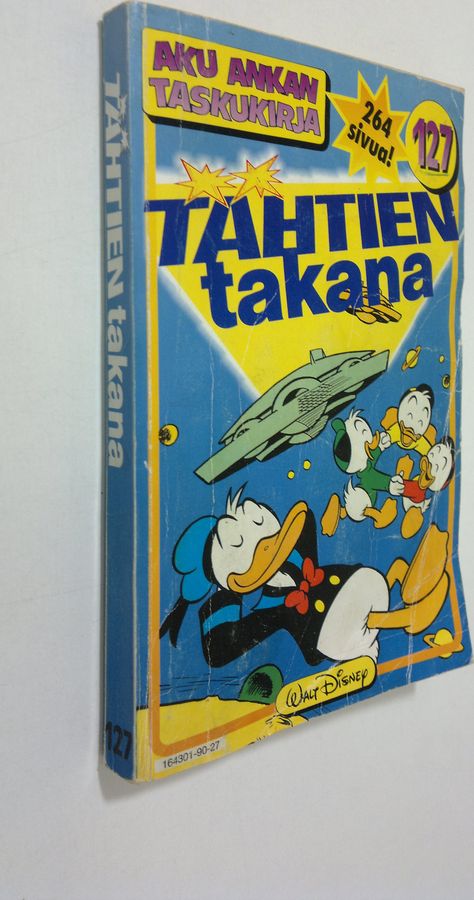 AKU ANKAN
TASKUKIRJA
264
sivua!
127
TÄHTIEN
takana
WALT DISNEY
164301-90-27
TÄHTIEN takana
127